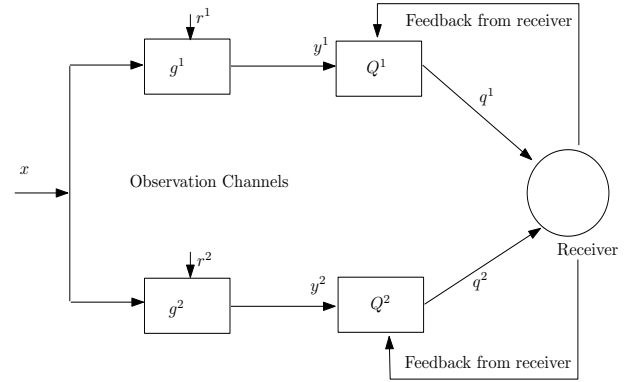 r^1
Feedback from receiver
y^1
g^1
Q^1
q^1
x
Observation Channels
Receiver
r^2
y^2
q^2
g^2
Q^2
Feedback from receiver